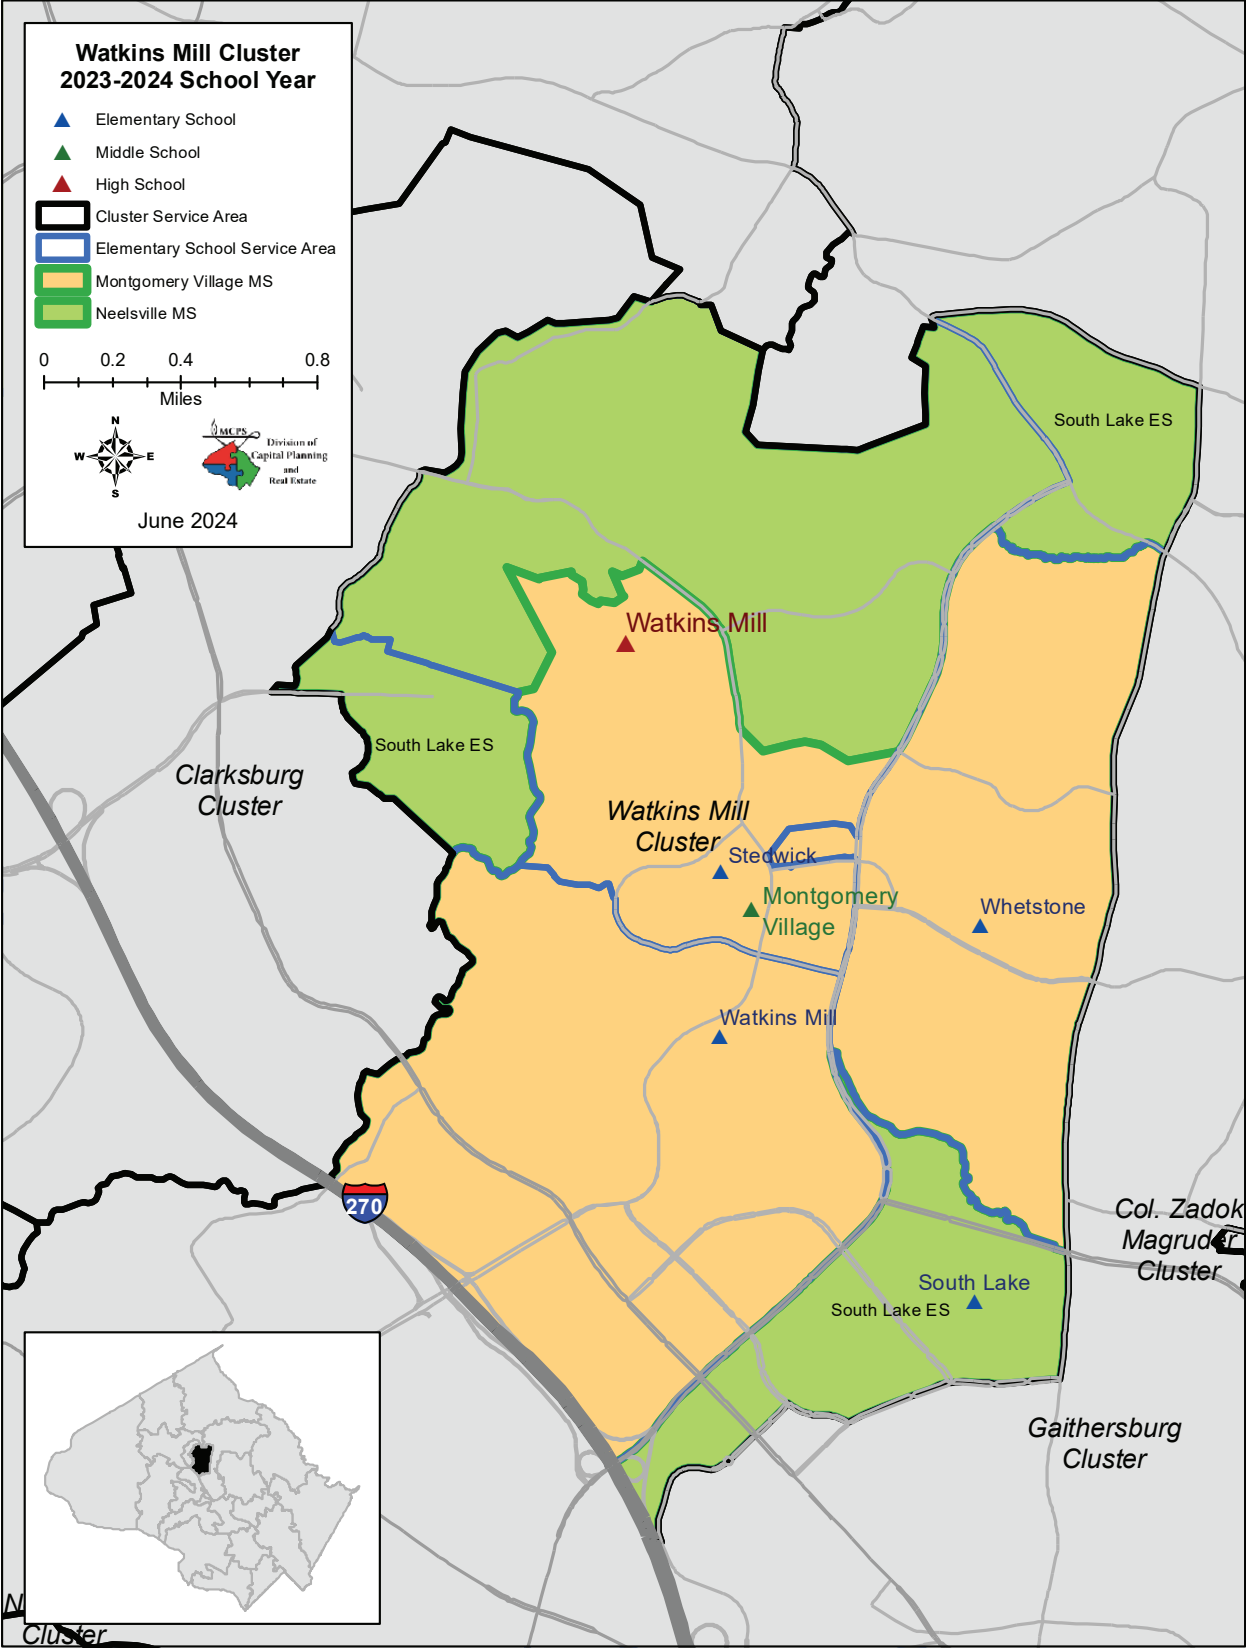 Watkins Mill Cluster
2023-2024 School Year
Elementary School
Middle School
High School
Cluster Service Area
Elementary School Service Area
Montgomery Village MS
Neelsville MS
0 0.2 0.4 0.8
Miles
N
W E
S
MCPS
Division of
Capital Planning
and
Real Estate
June 2024
South Lake ES
Watkins Mill
South Lake ES
Clarksburg
Cluster
Watkins Mill
Cluster
Stedwick
Montgomery
Village
Whetstone
Watkins Mill
270
Col. Zadok
Magruder
Cluster
South Lake
South Lake ES
Gaithersburg
Cluster
N
Cluster